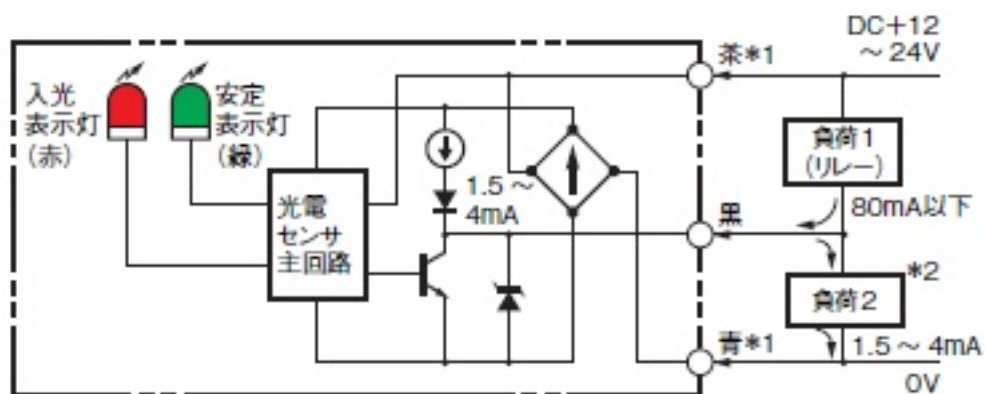 DC+12
～24V
茶*1
入光
表示灯
(赤)
安定
表示灯
(緑)
負荷1
(リレー)
1.5～
4mA
80mA以下
光電
センサ
主回路
黒
*2
負荷2
青*1
1.5～4mA
0V